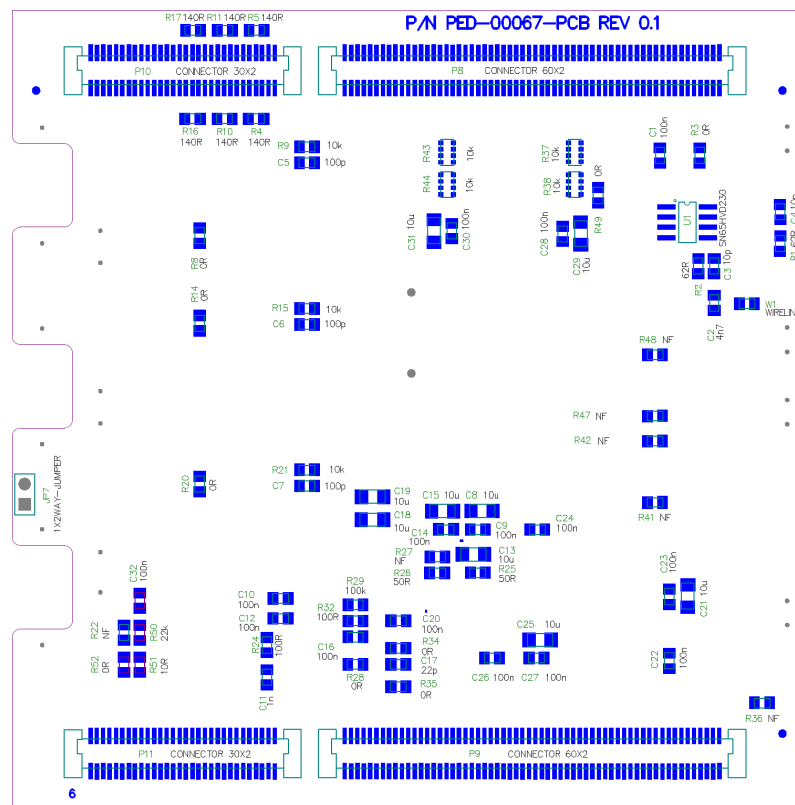 R17 140R R11 140R R5 140R
P/N PED-00067-PCB REV 0.1
P10 CONNECTOR 30X2
P8 CONNECTOR 60X2
R16 R10 R4
140R 140R 140R
R9 10k
C5 100p
R43 10k
R44 10k
R37 10k
R38 10k
0R R49
C1 100n
R3 0R
10u C31
100n C30
100n C28
C29 10u
U1 SN65HVD230
C4 10n
R1 62R
R8 0R
R14 0R
62R R2
C3 10p
C2 4n7
W1
WIRELIN
R15 10k
C6 100p
R48 NF
R47 NF
R42 NF
R41 NF
R21 10k
C7 100p
R20 0R
JP7
1X2WAY-JUMPER
C19
10u
C18
10u
C15 10u C8 10u
C14
100n
C9
100n
C24
100n
R27
NF
C13
10u
R26
50R
R25
50R
C32 100n
C10
100n
C12
100n
R29
100k
R32
100R
C20
100n
C23 100n
10u C21
R22 NF
R50 22k
R52 0R
R51 10R
R24 100R
C16
100n
R34
0R
C17
22p
C25 10u
C26 100n C27 100n
C22 100n
R28
0R
R35
0R
C11 1n
R36 NF
P11 CONNECTOR 30X2
P9 CONNECTOR 60X2
6